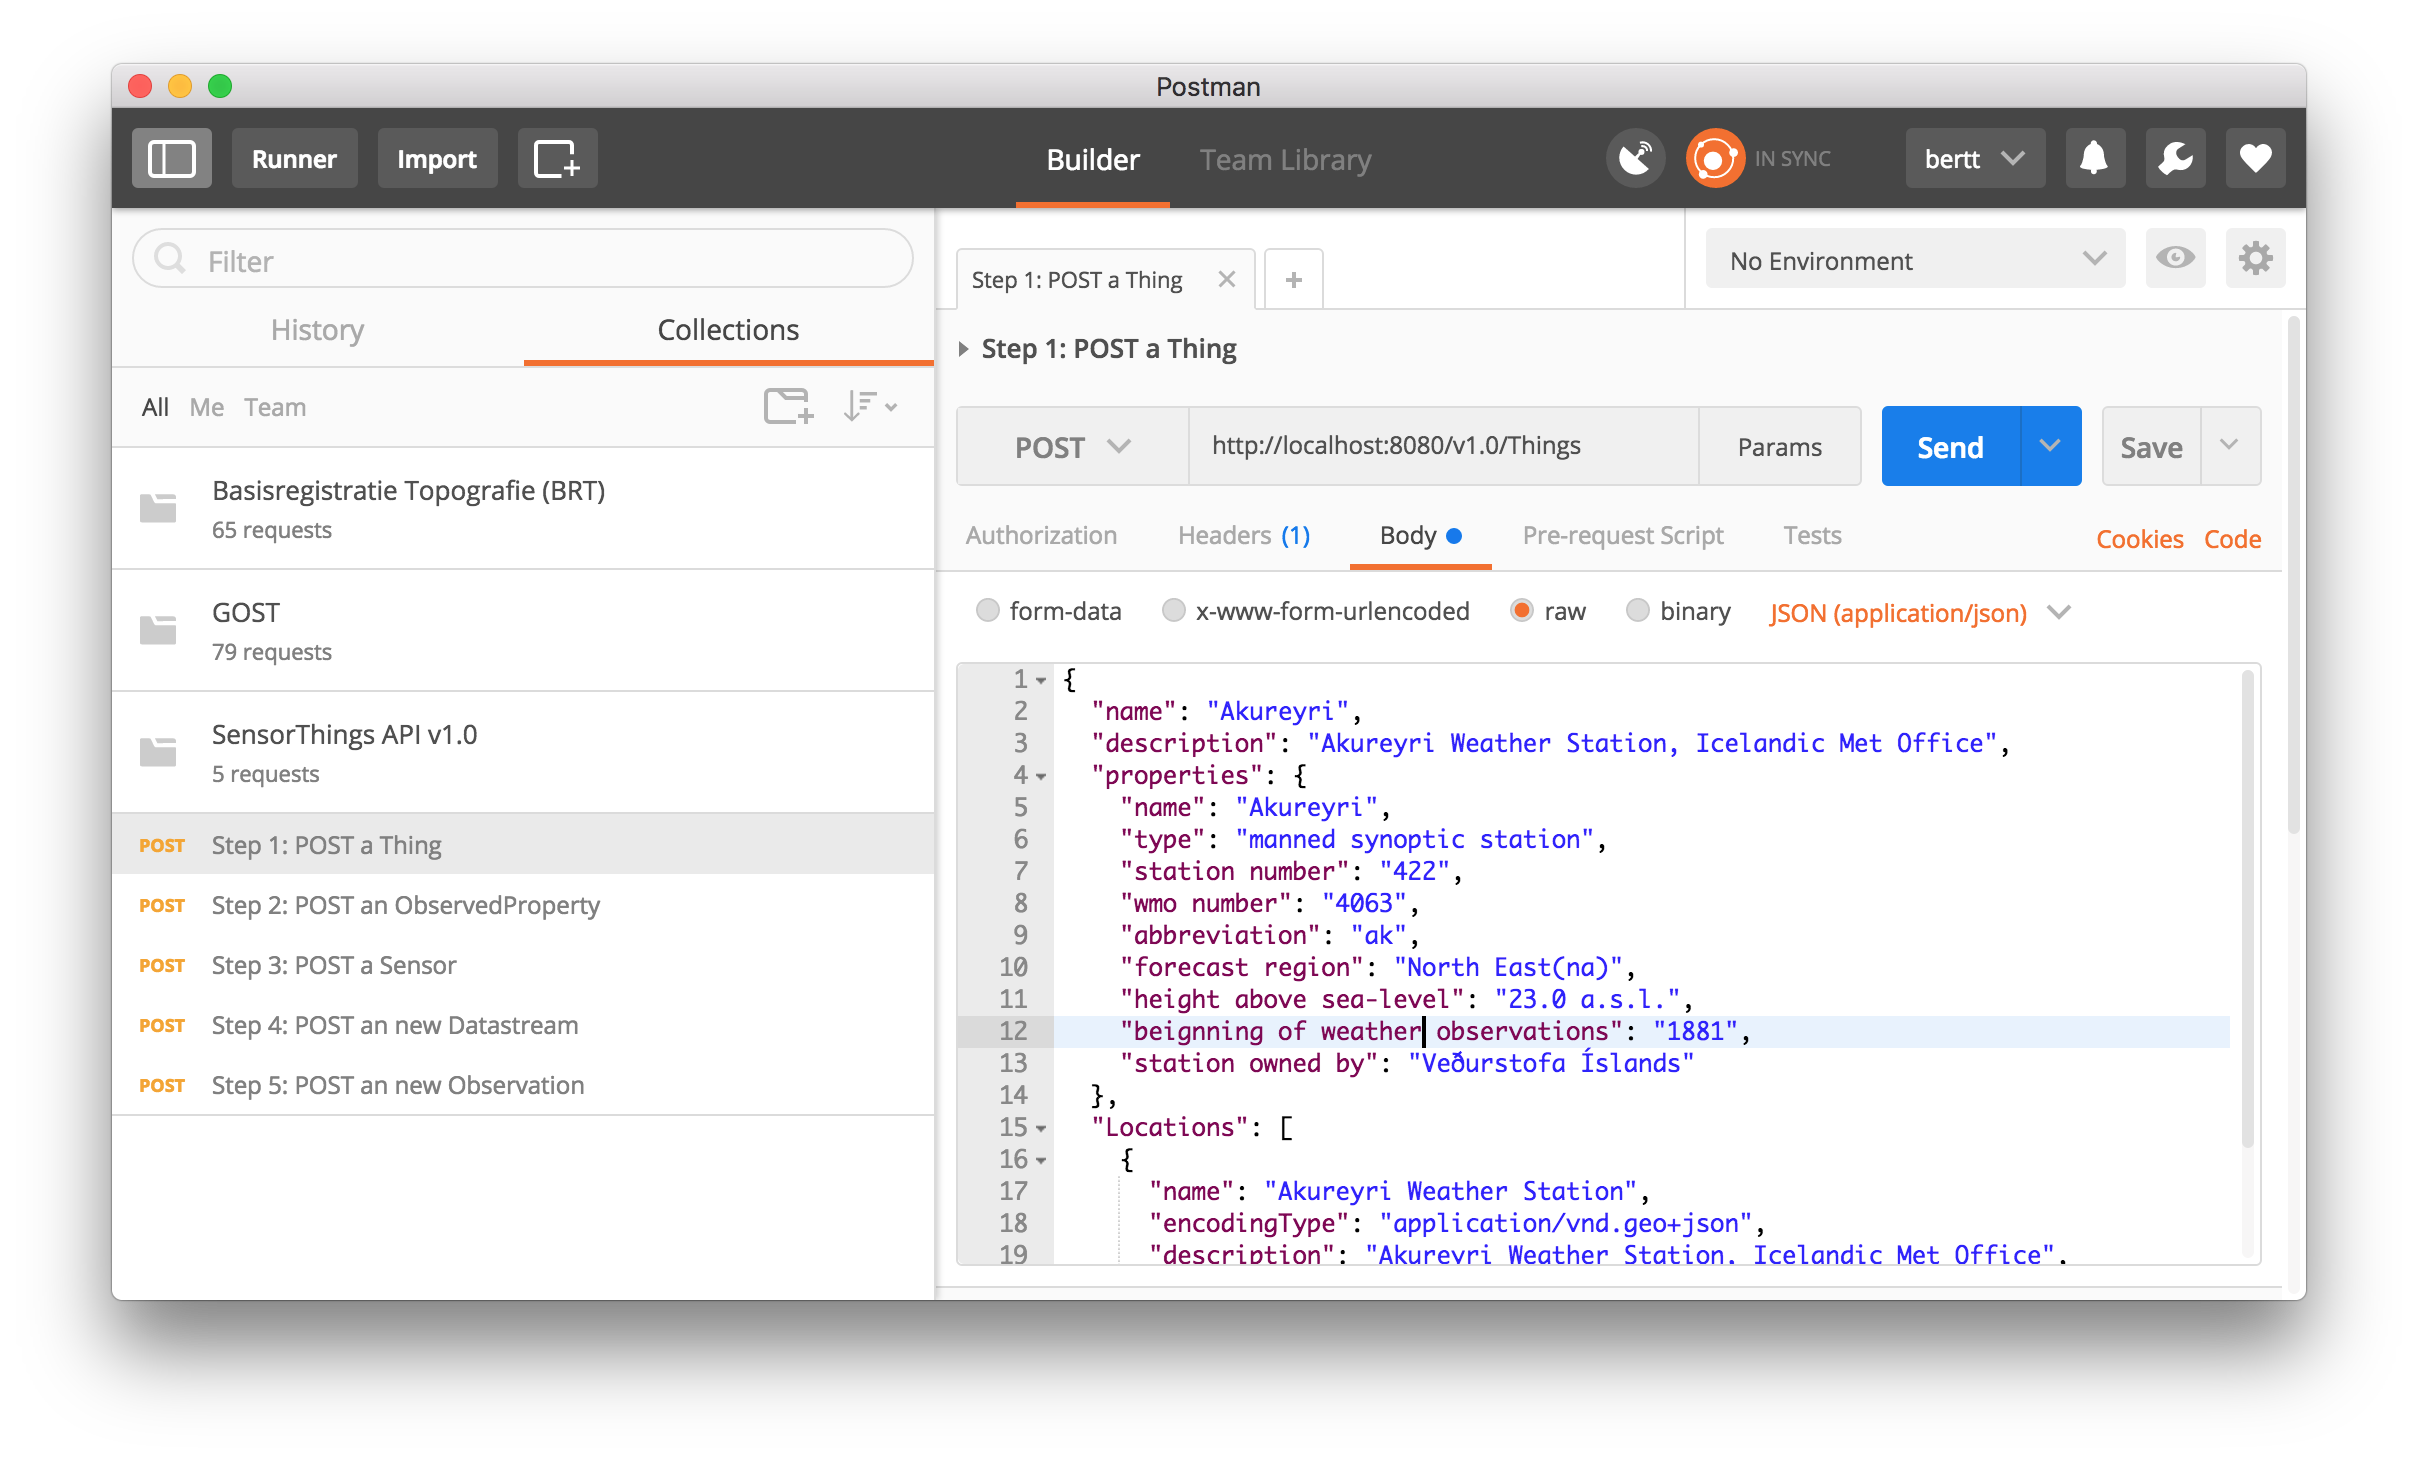 Postman
Runner Import Builder Team Library IN SYNC bertt
Filter
History Collections
All Me Team
Basisregistratie Topografie (BRT)
65 requests
GOST
79 requests
SensorThings API v1.0
5 requests
POST Step 1: POST a Thing
POST Step 2: POST an ObservedProperty
POST Step 3: POST a Sensor
POST Step 4: POST an new Datastream
POST Step 5: POST an new Observation
Step 1: POST a Thing No Environment
Step 1: POST a Thing
POST http://localhost:8080/v1.0/Things Params Send Save
Authorization Headers (1) Body Pre-request Script Tests Cookies Code
form-data x-www-form-urlencoded raw binary JSON (application/json)
1 {
2 "name": "Akureyri",
3 "description": "Akureyri Weather Station, Icelandic Met Office",
4 "properties": {
5 "name": "Akureyri",
6 "type": "manned synoptic station",
7 "station number": "422",
8 "wmo number": "4063",
9 "abbreviation": "ak",
10 "forecast region": "North East(na)",
11 "height above sea-level": "23.0 a.s.l.",
12 "beignning of weather observations": "1881",
13 "station owned by": "Veðurstofa Íslands"
14 },
15 "Locations": [
16 {
17 "name": "Akureyri Weather Station",
18 "encodingType": "application/vnd.geo+json",
19 "description": "Akureyri Weather Station, Icelandic Met Office",